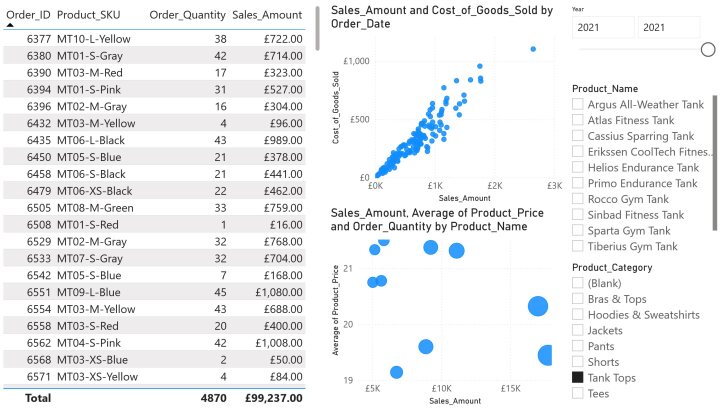 Order_ID Product_SKU Order_Quantity Sales_Amount
6377 MT10-L-Yellow 38 £722.00
6380 MT01-S-Gray 42 £714.00
6390 MT03-M-Red 17 £323.00
6394 MT01-S-Pink 31 £527.00
6396 MT02-M-Gray 16 £304.00
6432 MT03-M-Yellow 4 £96.00
6435 MT06-L-Black 43 £989.00
6450 MT05-S-Blue 21 £378.00
6458 MT06-S-Black 21 £441.00
6479 MT06-XS-Black 22 £462.00
6505 MT08-M-Green 33 £759.00
6508 MT01-S-Red 1 £16.00
6529 MT02-M-Gray 32 £768.00
6533 MT07-S-Gray 32 £704.00
6542 MT05-S-Blue 7 £168.00
6551 MT09-L-Blue 45 £1,080.00
6554 MT03-M-Yellow 43 £688.00
6558 MT03-S-Red 20 £400.00
6562 MT04-S-Pink 42 £1,008.00
6568 MT03-XS-Blue 2 £50.00
6571 MT03-XS-Yellow 4 £84.00
Total 4870 £99,237.00
Sales_Amount and Cost_of_Goods_Sold by
Order_Date
Cost_of_Goods_Sold
£1,000
£500
£0
£0K £1K £2K £3K
Sales_Amount
Sales_Amount, Average of Product_Price
and Order_Quantity by Product_Name
Average of Product_Price
21
20
19
£5K £10K £15K
Sales_Amount
Year
2021 2021
Product_Name
Argus All-Weather Tank
Atlas Fitness Tank
Cassius Sparring Tank
Erikssen CoolTech Fitnes...
Helios Endurance Tank
Primo Endurance Tank
Rocco Gym Tank
Sinbad Fitness Tank
Sparta Gym Tank
Tiberius Gym Tank
Product_Category
(Blank)
Bras & Tops
Hoodies & Sweatshirts
Jackets
Pants
Shorts
Tank Tops
Tees